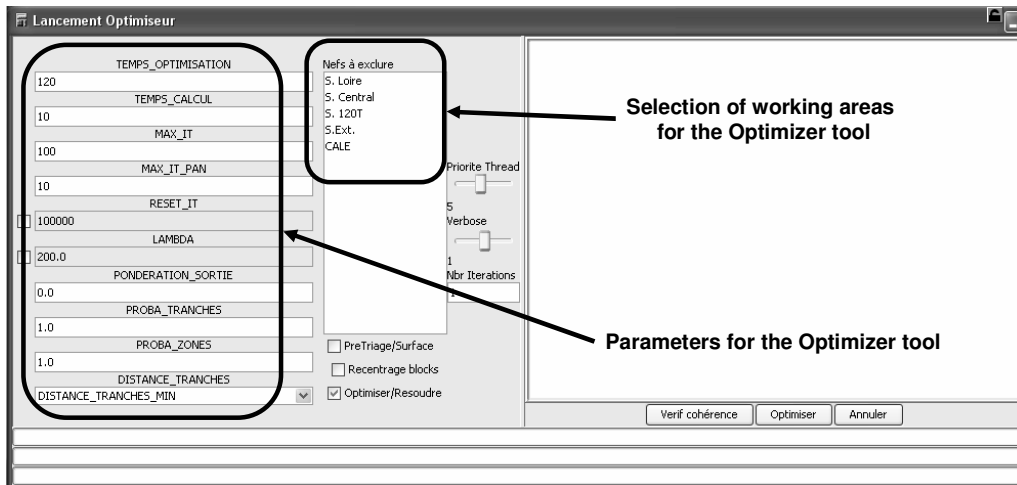 Lancement Optimiseur
TEMPS_OPTIMISATION
120
TEMPS_CALCUL
10
MAX_IT
100
MAX_IT_PAN
10
RESET_IT
100000
LAMBDA
200.0
PONDERATION_SORTIE
0.0
PROBA_TRANCHES
1.0
PROBA_ZONES
1.0
DISTANCE_TRANCHES
DISTANCE_TRANCHES_MIN
Nefs à exclure
S. Loire
S. Central
S. 120T
S.Ext.
CALE
PreTriage/Surface
Recentrage blocks
Optimiser/Resoudre
Priorite Thread
5
Verbose
1
Nbr Iterations
Selection of working areas
for the Optimizer tool
Parameters for the Optimizer tool
Verif cohérence Optimiser Annuler